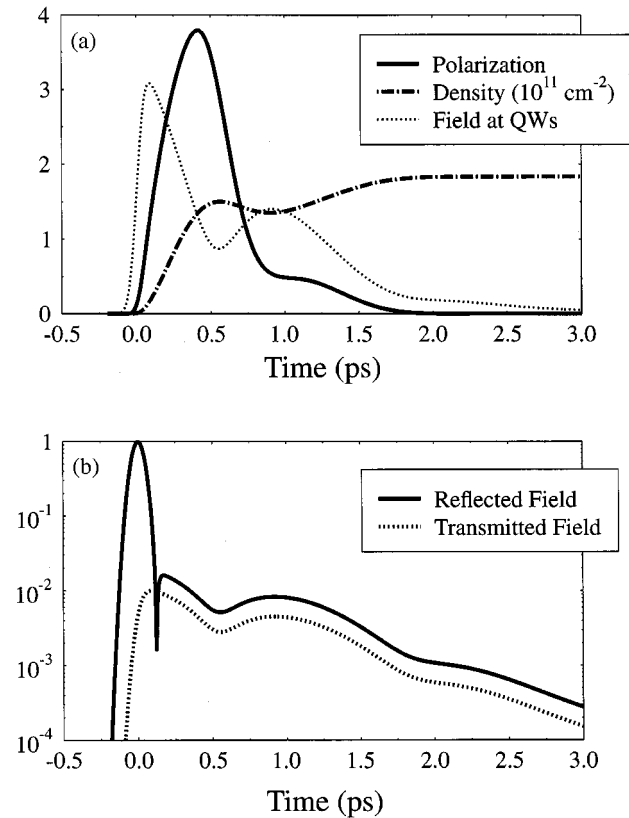 (a)
Polarization
Density (10¹¹ cm⁻²)
Field at QWs
4
3
2
1
0
-0.5 0.0 0.5 1.0 1.5 2.0 2.5 3.0
Time (ps)
(b)
Reflected Field
Transmitted Field
1
10⁻¹
10⁻²
10⁻³
10⁻⁴
-0.5 0.0 0.5 1.0 1.5 2.0 2.5 3.0
Time (ps)